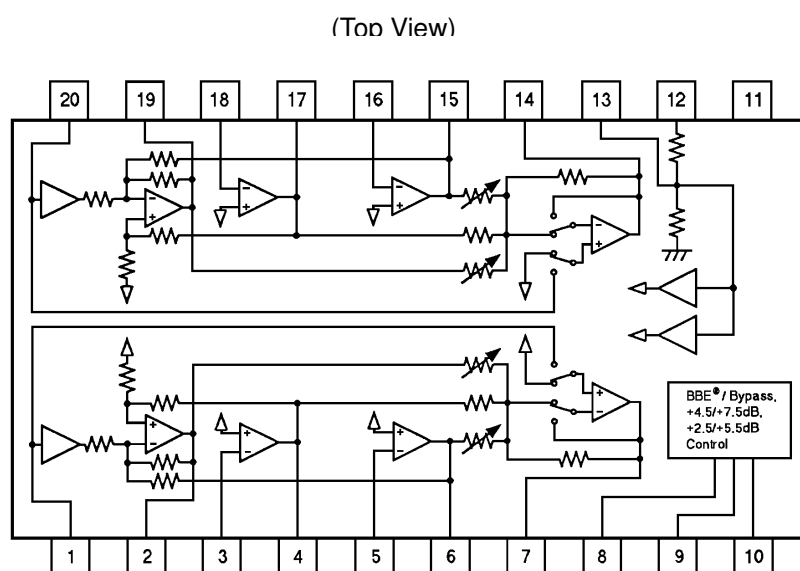 (Top View)
20 19 18 17 16 15 14 13 12 11
BBE® / Bypass,
+4.5/+7.5dB,
+2.5/+5.5dB
Control
1 2 3 4 5 6 7 8 9 10